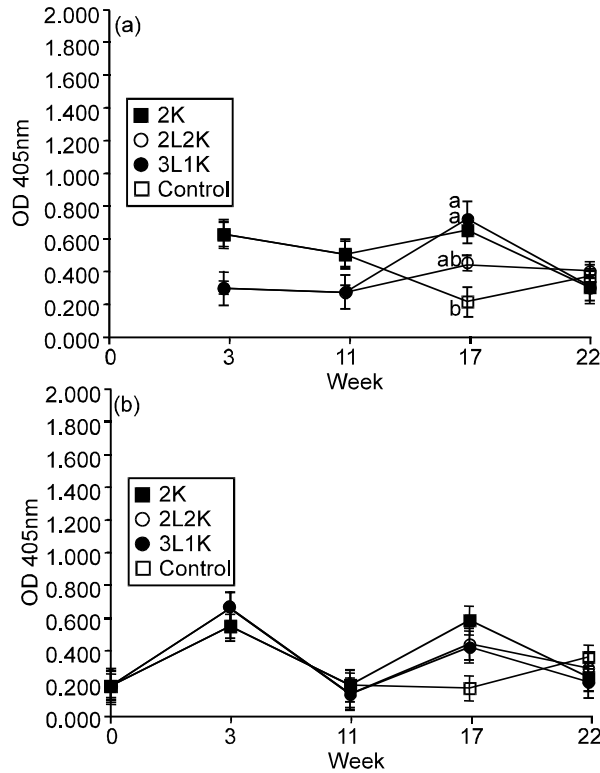 (a)
2.000
1.800
1.600
1.400
1.200
1.000
0.800
0.600
0.400
0.200
0.000
OD 405nm
2K
2L2K
3L1K
Control
a
a
ab
b
0 3 11 17 22
Week
(b)
2.000
1.800
1.600
1.400
1.200
1.000
0.800
0.600
0.400
0.200
0.000
OD 405nm
2K
2L2K
3L1K
Control
0 3 11 17 22
Week